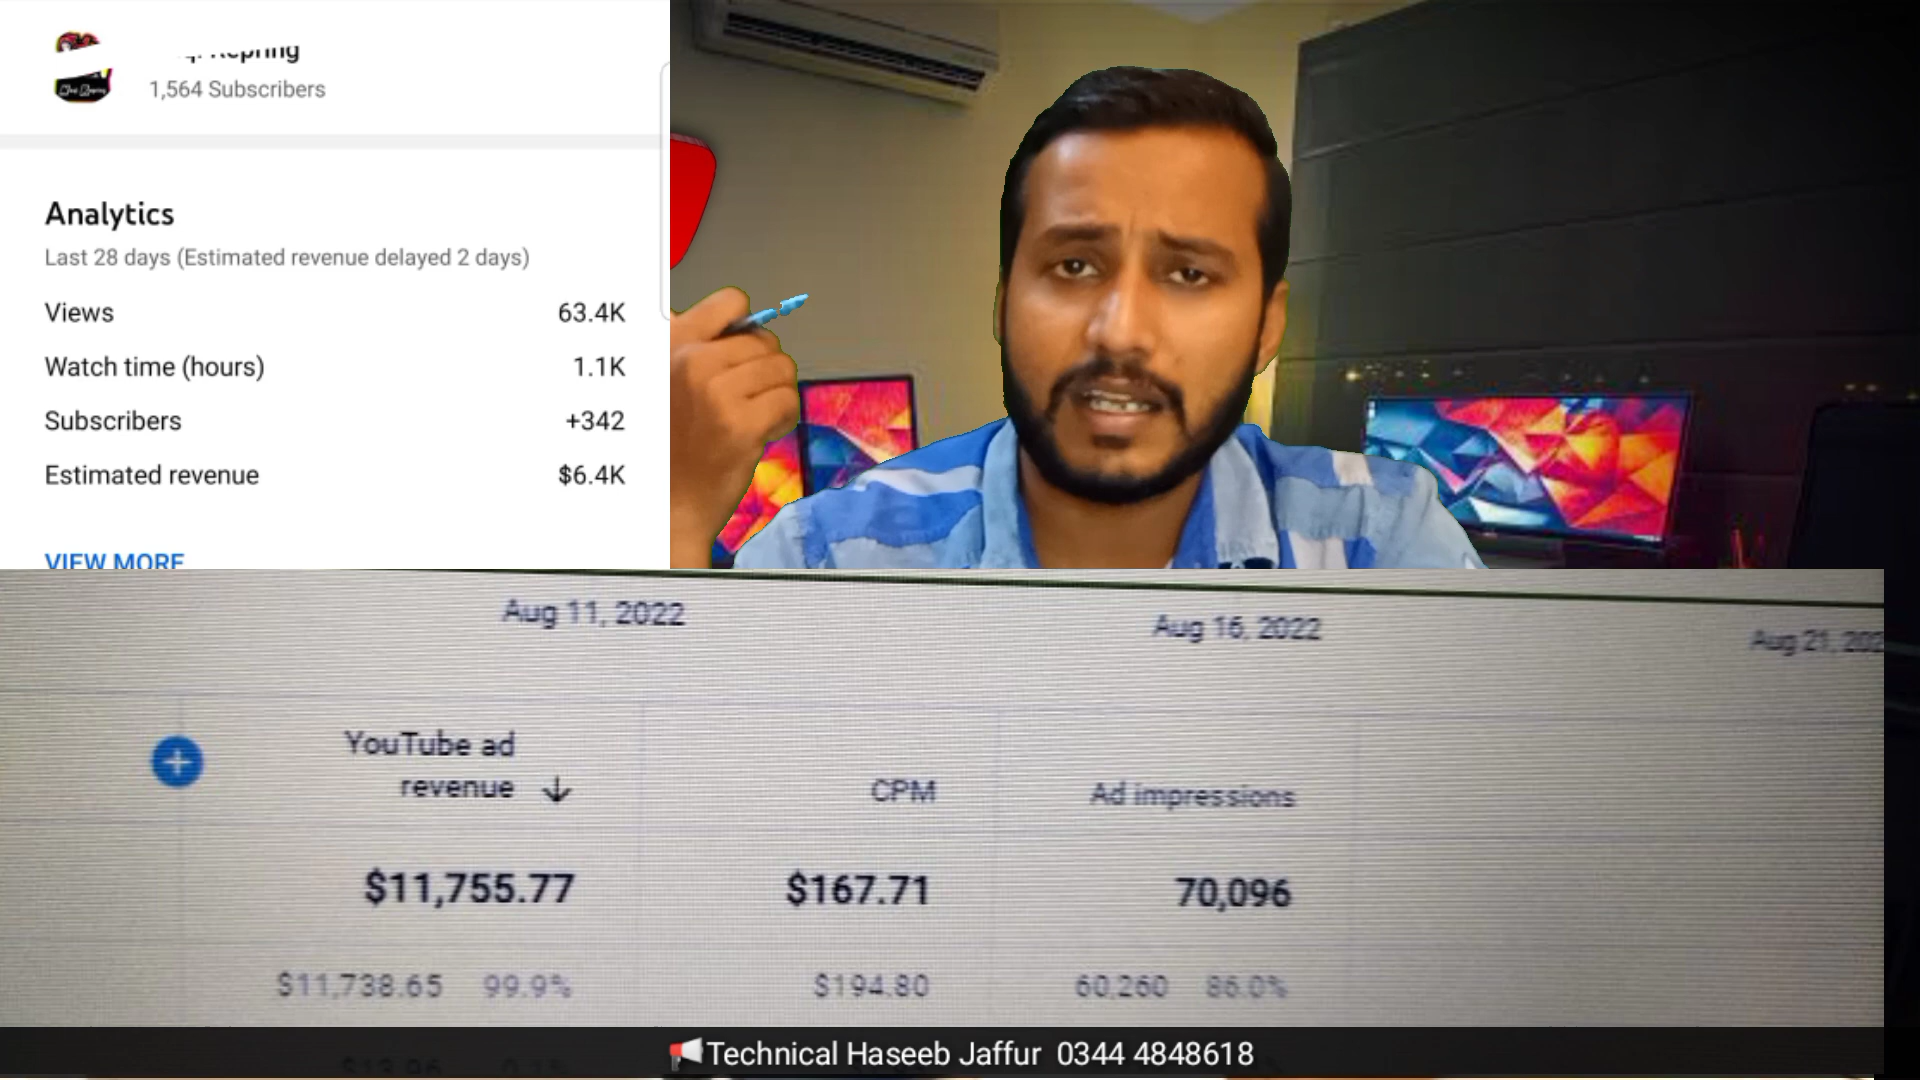 1,564 Subscribers
Analytics
Last 28 days (Estimated revenue delayed 2 days)
Views 63.4K
Watch time (hours) 1.1K
Subscribers +342
Estimated revenue $6.4K
VIEW MORE
Aug 11, 2022 Aug 16, 2022 Aug 21, 202
YouTube ad
revenue ↓ CPM Ad impressions
$11,755.77 $167.71 70,096
$11,738.65 99.9% $194.80 60,260 86.0%
Technical Haseeb Jaffur 0344 4848618